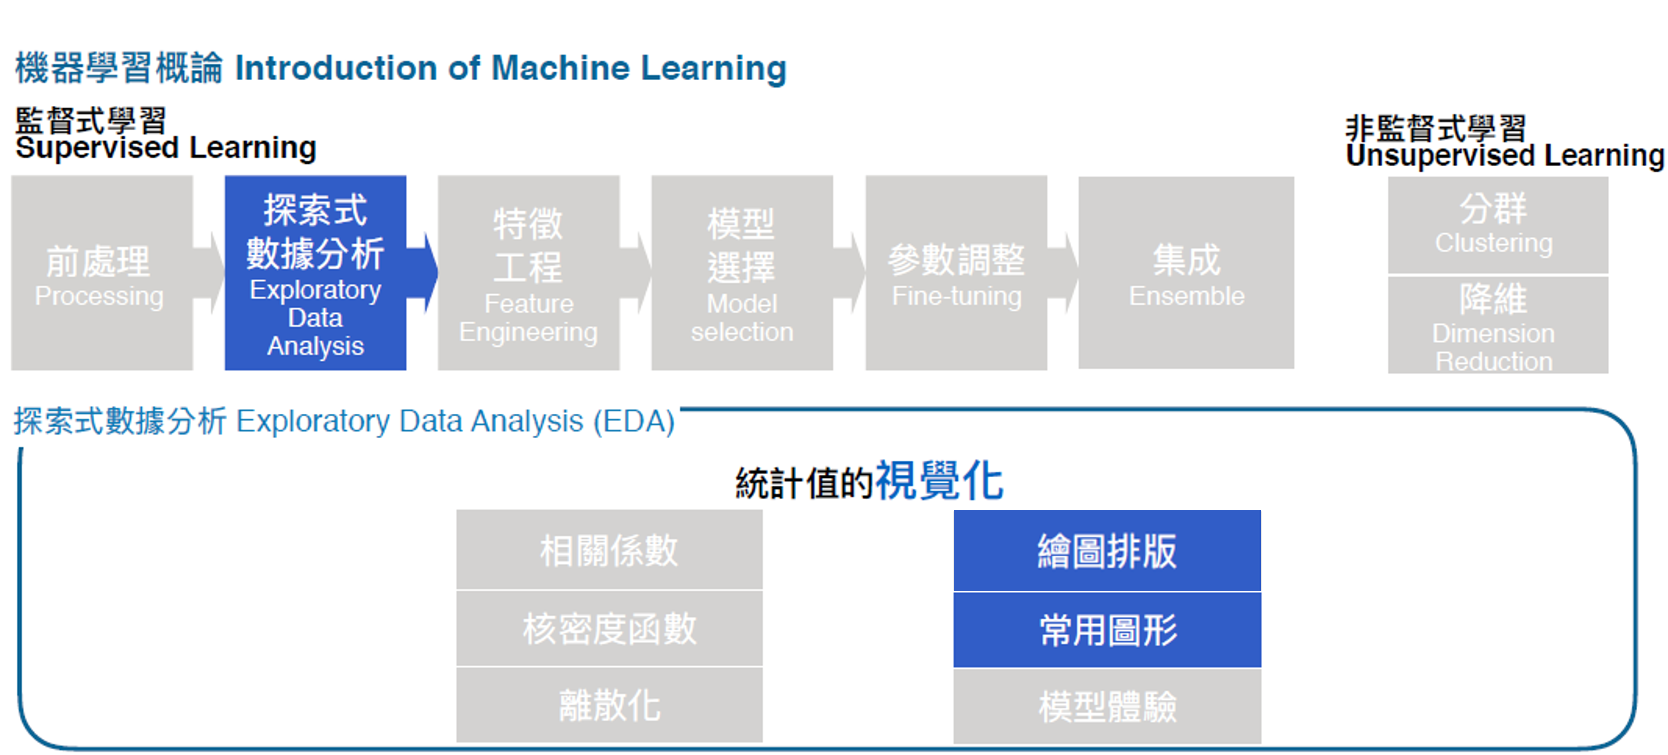 機器學習概論 Introduction of Machine Learning
監督式學習
Supervised Learning
非監督式學習
Unsupervised Learning
前處理
Processing
探索式
數據分析
Exploratory
Data
Analysis
特徵
工程
Feature
Engineering
模型
選擇
Model
selection
參數調整
Fine-tuning
集成
Ensemble
分群
Clustering
降維
Dimension
Reduction
探索式數據分析 Exploratory Data Analysis (EDA)
統計值的視覺化
相關係數
核密度函數
離散化
繪圖排版
常用圖形
模型體驗